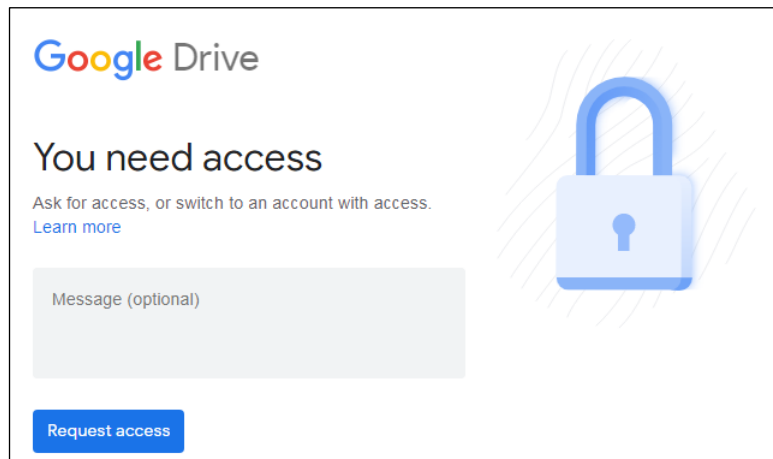 Google Drive
You need access
Ask for access, or switch to an account with access.
Learn more
Message (optional)
Request access